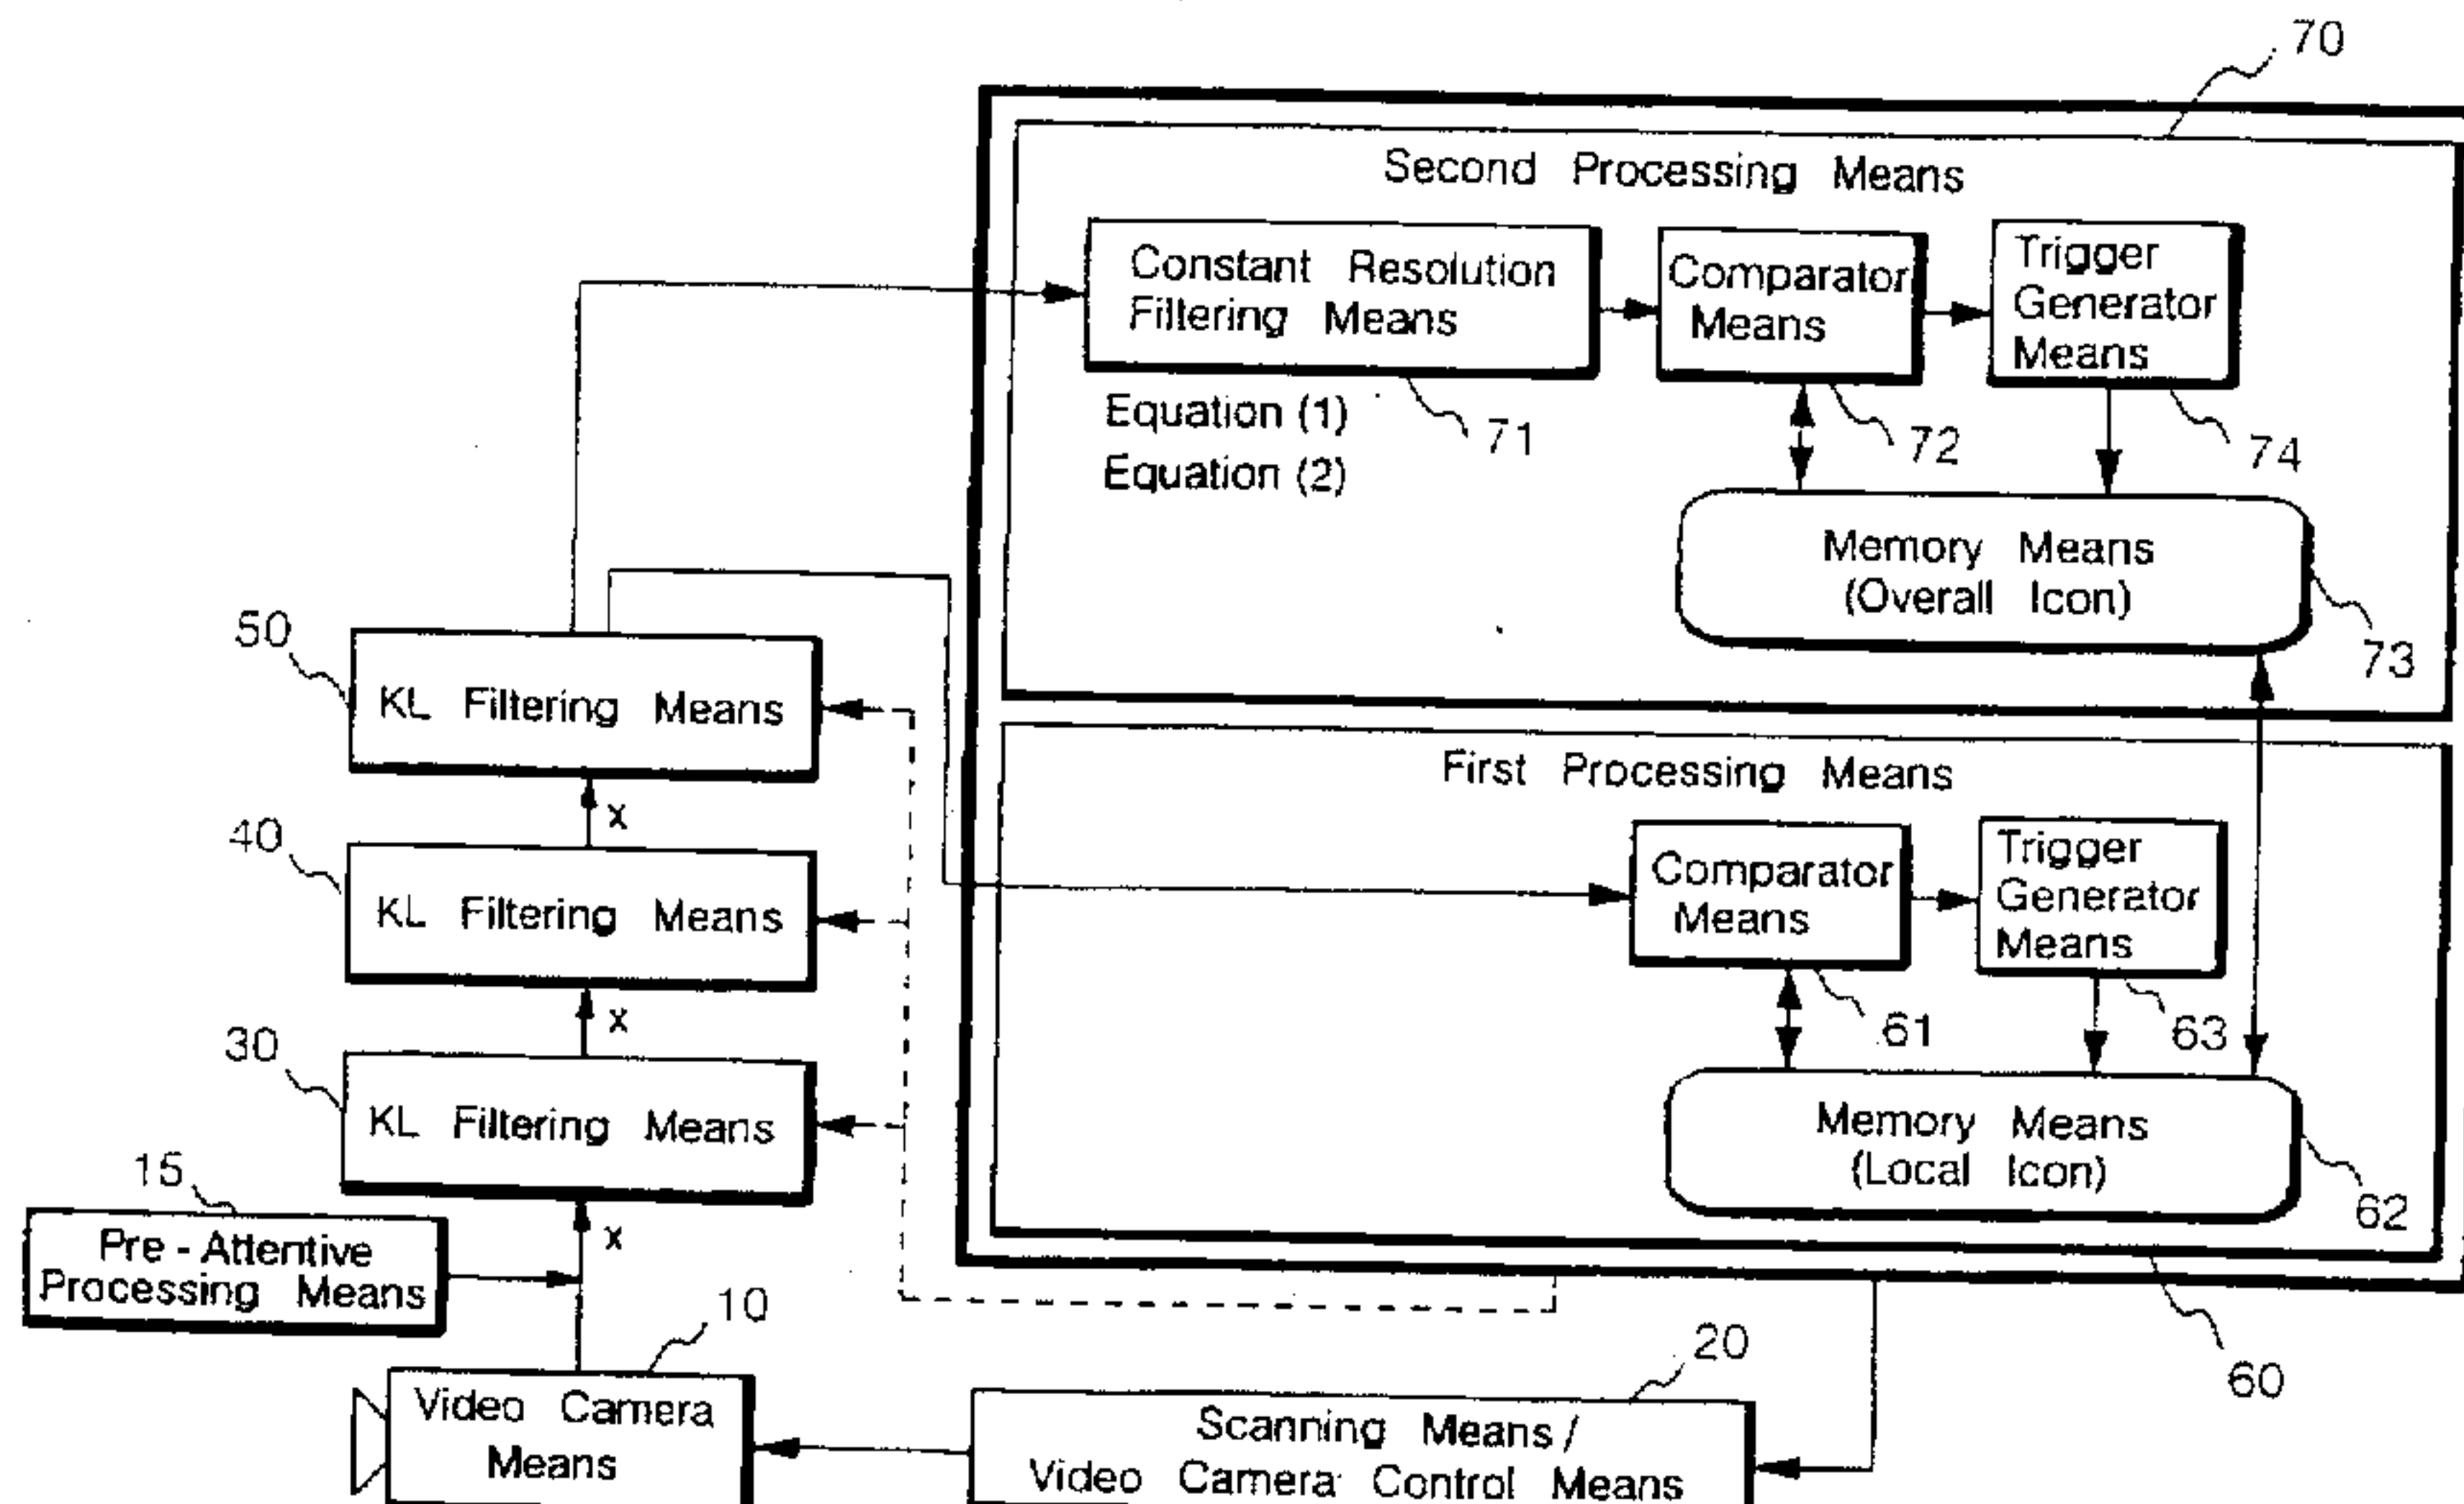 70
Second Processing Means
Constant Resolution
Filtering Means
Comparator
Means
Trigger
Generator
Means
Equation (1)
Equation (2)
71
72
74
Memory Means
(Overall Icon)
73
50
KL Filtering Means
x
First Processing Means
40
KL Filtering Means
x
Comparator
Means
Trigger
Generator
Means
61
63
30
KL Filtering Means
x
Memory Means
(Local Icon)
62
15
Pre - Attentive
Processing Means
60
10
Video Camera
Means
20
Scanning Means /
Video Camera Control Means